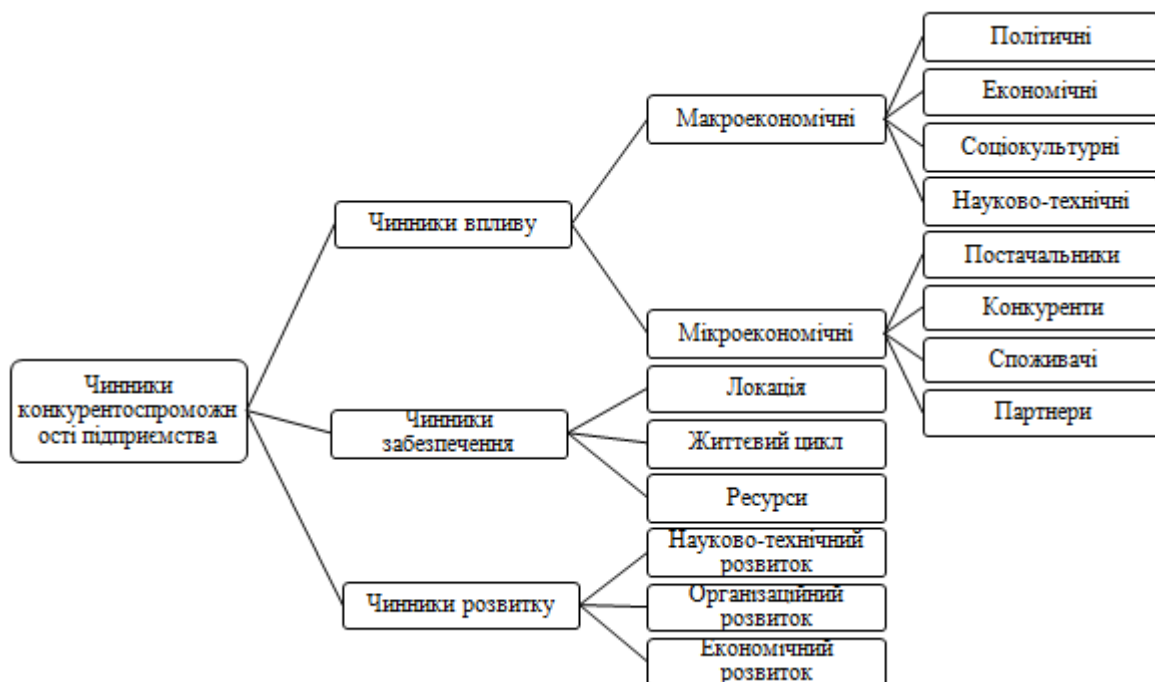 Політичні
Економічні
Макроекономічні
Соціокультурні
Науково-технічні
Чинники впливу
Постачальники
Конкуренти
Мікроекономічні
Споживачі
Партнери
Чинники
конкурентоспроможн
ості підприємства
Локація
Чинники
забезпечення
Життєвий цикл
Ресурси
Науково-технічний
розвиток
Чинники розвитку
Організаційний
розвиток
Економічний
розвиток